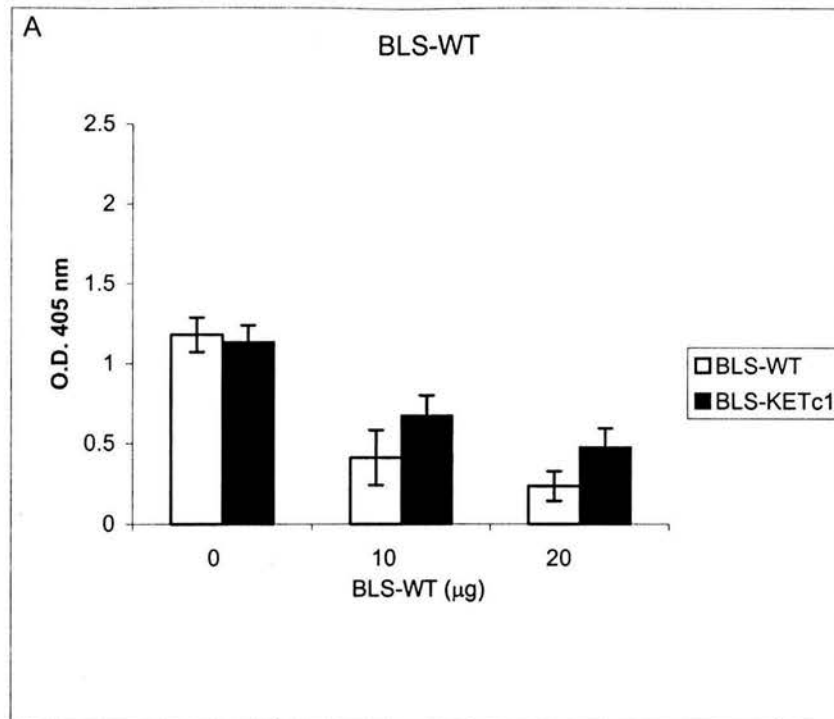 A
BLS-WT
2.5
2
1.5
1
0.5
0
O.D. 405 nm
0 10 20
BLS-WT (μg)
BLS-WT
BLS-KETc1